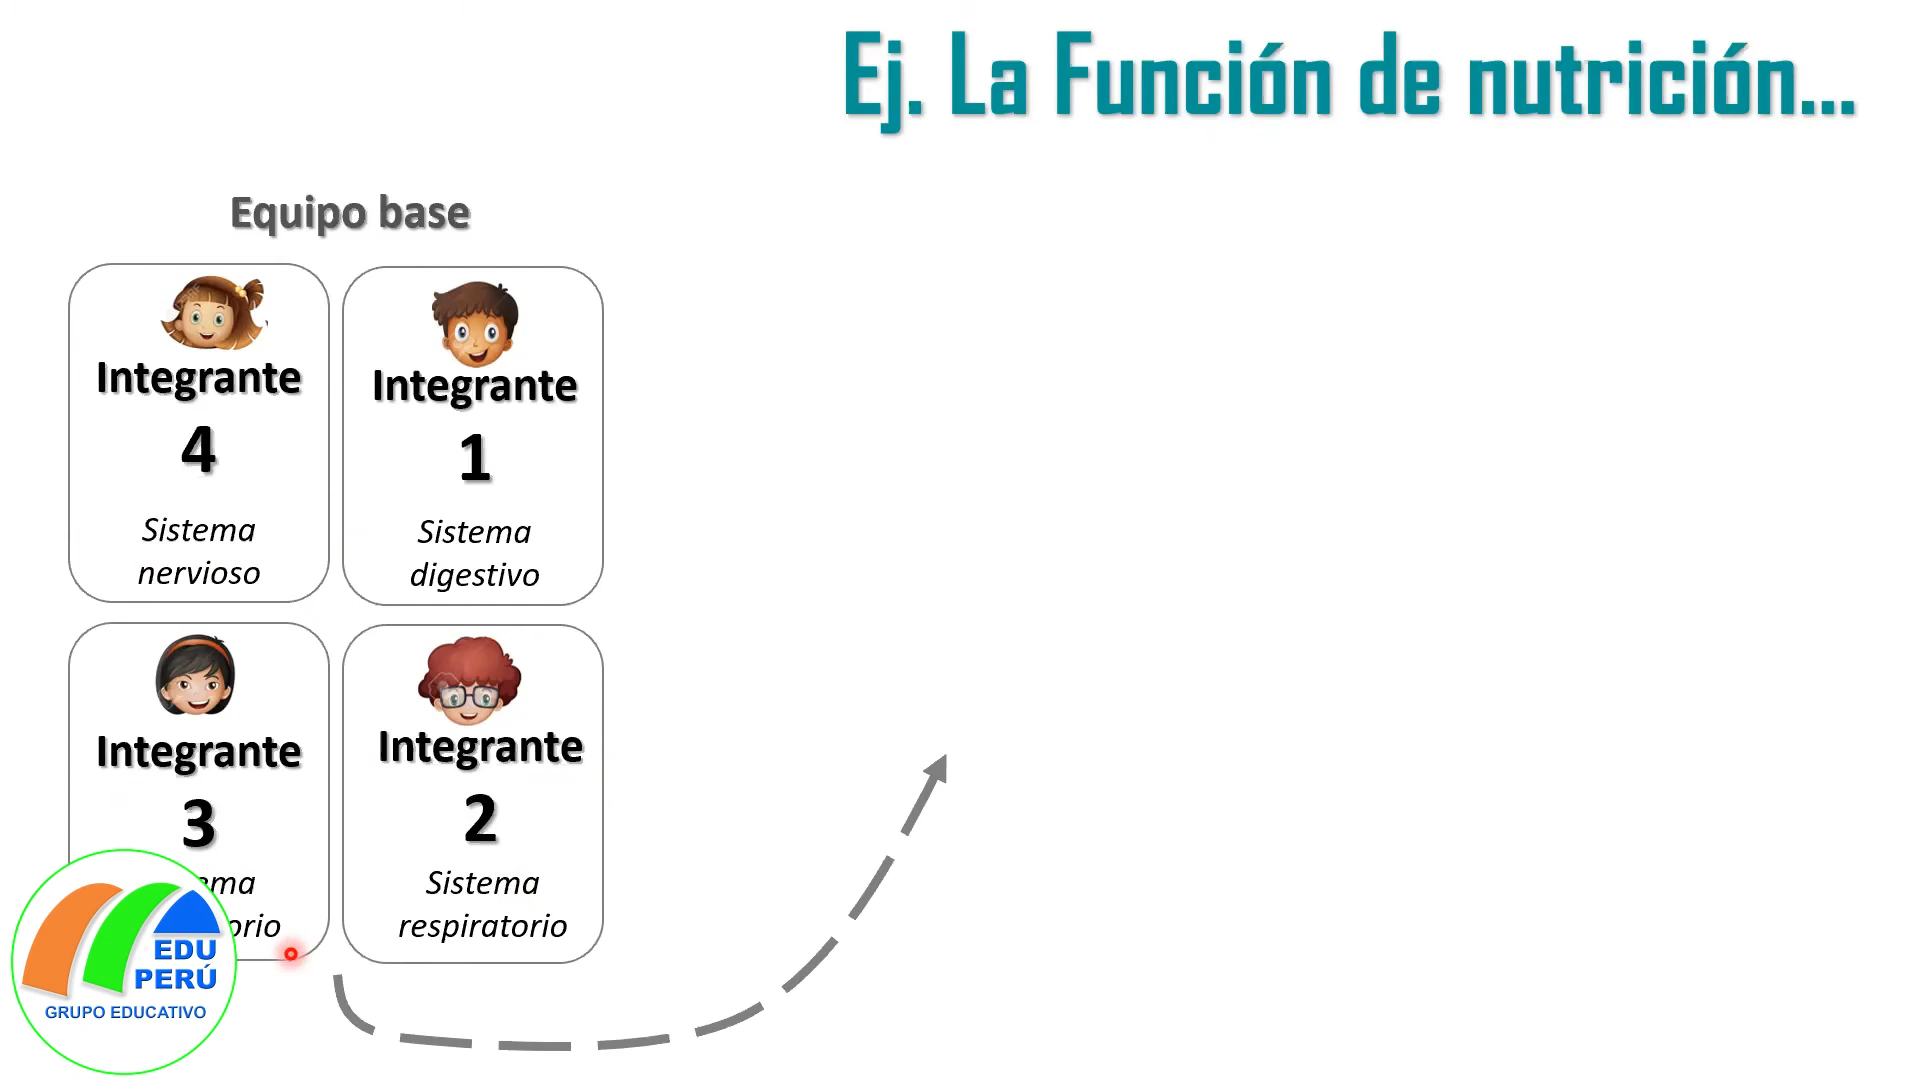 Ej. La Función de nutrición...
Equipo base
Integrante
4
Sistema
nervioso
Integrante
1
Sistema
digestivo
Integrante
3
Integrante
2
Sistema
respiratorio
EDU
PERÚ
GRUPO EDUCATIVO